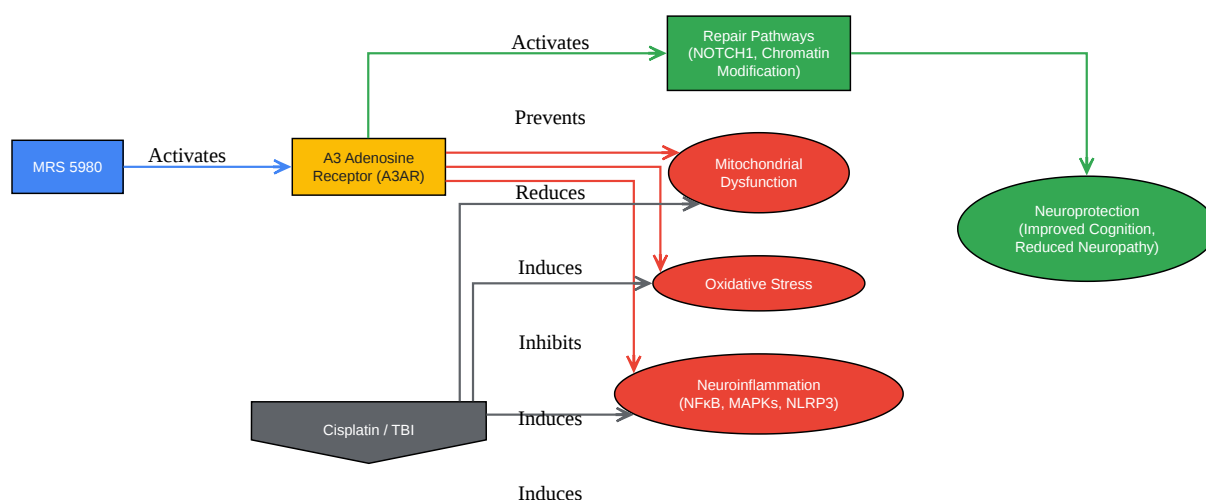 Activates
Repair Pathways
(NOTCH1, Chromatin
Modification)
Prevents
MRS 5980
Activates
A3 Adenosine
Receptor (A3AR)
Mitochondrial
Dysfunction
Reduces
Neuroprotection
(Improved Cognition,
Reduced Neuropathy)
Induces
Oxidative Stress
Inhibits
Neuroinflammation
(NFκB, MAPKs, NLRP3)
Induces
Cisplatin / TBI
Induces